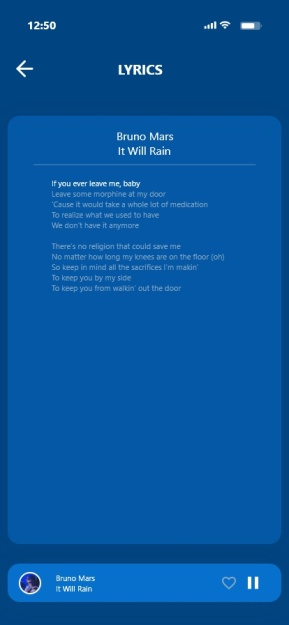 12:50
LYRICS
Bruno Mars
It Will Rain
If you ever leave me, baby
Leave some morphine at my door
'Cause it would take a whole lot of medication
To realize what we used to have
We don't have it anymore
There's no religion that could save me
No matter how long my knees are on the floor (oh)
So keep in mind all the sacrifices I'm makin'
To keep you by my side
To keep you from walkin' out the door
Bruno Mars
It Will Rain